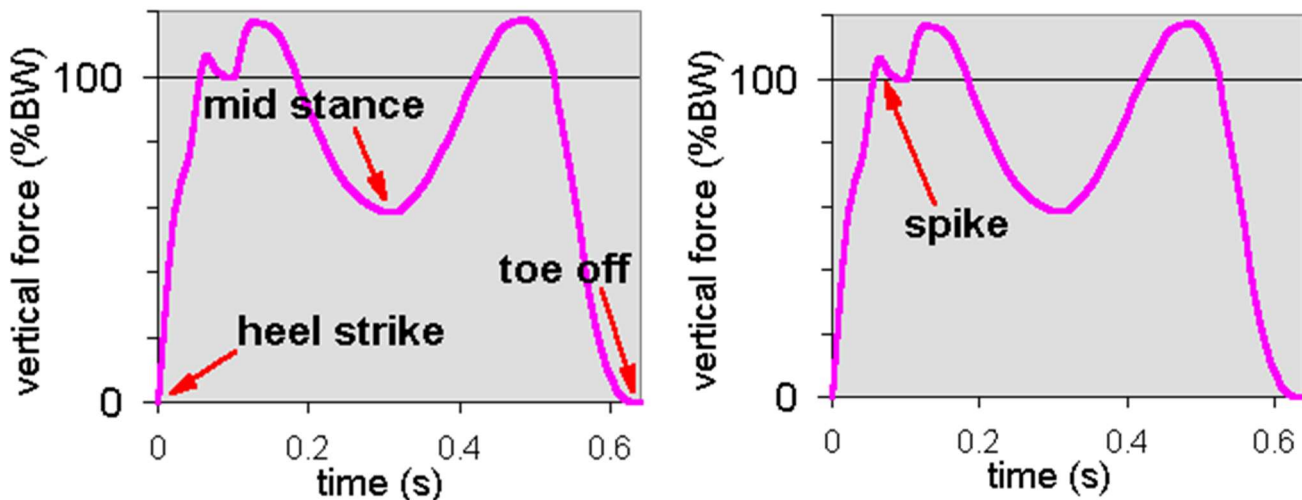 vertical force (%BW)
100
0
mid stance
toe off
heel strike
0
0.2
0.4
0.6
time (s)
vertical force (%BW)
100
0
spike
0
0.2
0.4
0.6
time (s)